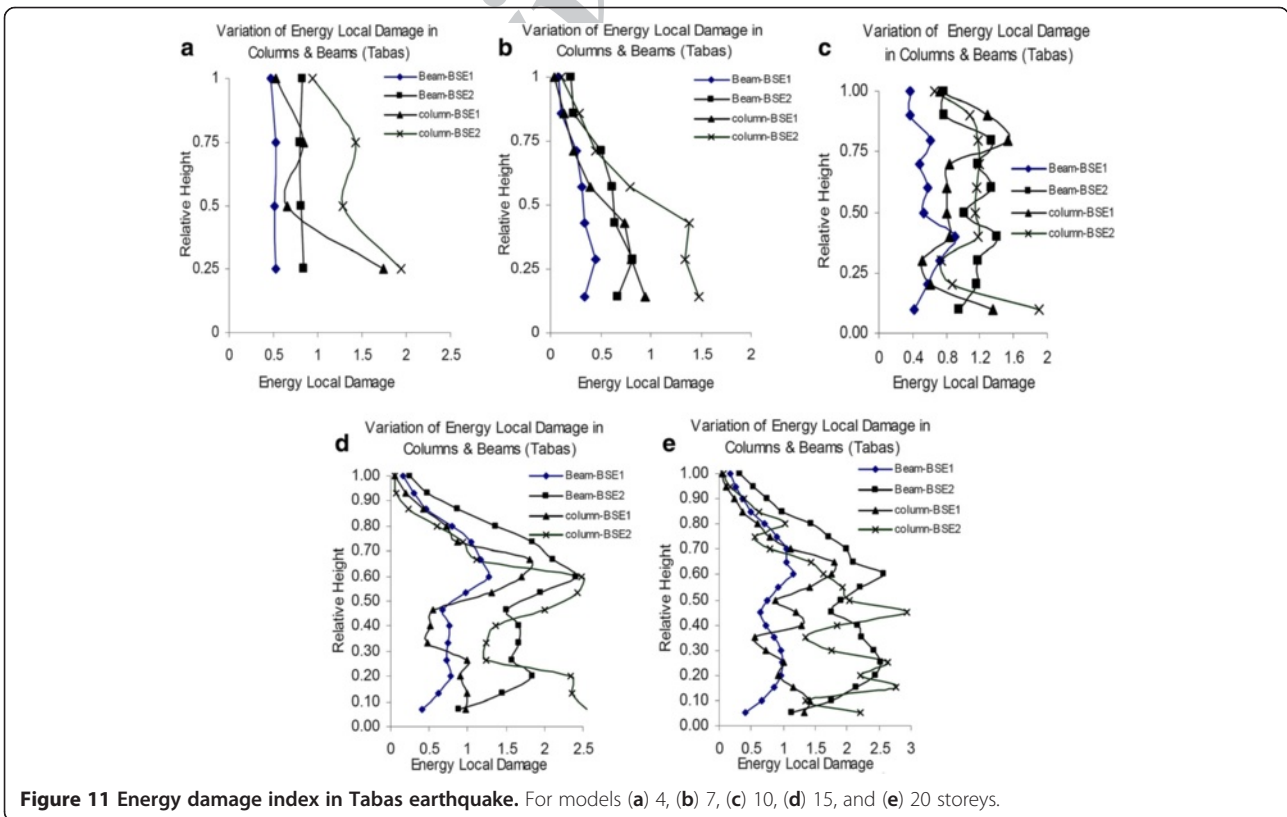 a
Variation of Energy Local Damage in
Columns & Beams (Tabas)
Beam-BSE1
Beam-BSE2
column-BSE1
column-BSE2
1
0.75
0.5
0.25
0
Relative Height
0 0.5 1 1.5 2 2.5
Energy Local Damage
b
Variation of Energy Local Damage in
Columns & Beams (Tabas)
Beam-BSE1
Beam-BSE2
column-BSE1
column-BSE2
1
0.75
0.5
0.25
0
Relative Height
0 0.5 1 1.5 2
Energy Local Damage
c
Variation of Energy Local Damage
in Columns & Beams (Tabas)
Beam-BSE1
Beam-BSE2
column-BSE1
column-BSE2
1.00
0.75
0.50
0.25
0.00
Relative Height
0 0.4 0.8 1.2 1.6 2
Energy Local Damage
d
Variation of Energy Local Damage in
Columns & Beams (Tabas)
Beam-BSE1
Beam-BSE2
column-BSE1
column-BSE2
1.00
0.90
0.80
0.70
0.60
0.50
0.40
0.30
0.20
0.10
0.00
Relative Height
0 0.5 1 1.5 2 2.5
Energy Local Damage
e
Variation of Energy Local Damage in
Columns & Beams (Tabas)
Beam-BSE1
Beam-BSE2
column-BSE1
column-BSE2
1.00
0.90
0.80
0.70
0.60
0.50
0.40
0.30
0.20
0.10
0.00
Relative Height
0 0.5 1 1.5 2 2.5 3
Energy Local Damage
Figure 11 Energy damage index in Tabas earthquake. For models (a) 4, (b) 7, (c) 10, (d) 15, and (e) 20 storeys.